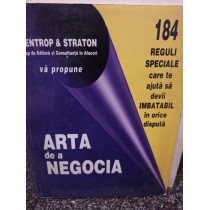 ENTROP & STRATON
de Editură și Consultanță în Afaceri
vă propune
184
REGULI
SPECIALE
care te
ajută să
devii
IMBATABIL
în orice
dispută
ARTA
de a
NEGOCIA